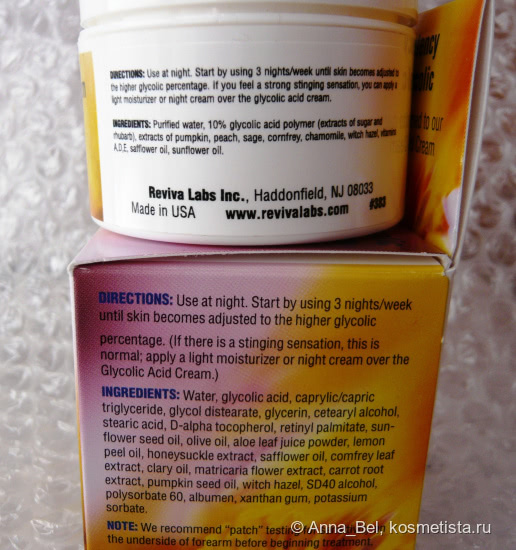 DIRECTIONS: Use at night. Start by using 3 nights/week until skin becomes adjusted to
the higher glycolic percentage. If you feel a strong stinging sensation, you can apply a
light moisturizer or night cream over the glycolic acid cream.
INGREDIENTS: Purified water, 10% glycolic acid polymer (extracts of sugar and
rhubarb), extracts of pumpkin, peach, sage, comfrey, chamomile, witch hazel, vitamins
A,D,E, safflower oil, sunflower oil.
Reviva Labs Inc., Haddonfield, NJ 08033
Made in USA www.revivalabs.com #383
to our
Cream
DIRECTIONS: Use at night. Start by using 3 nights/week
until skin becomes adjusted to the higher glycolic
percentage. (If there is a stinging sensation, this is
normal; apply a light moisturizer or night cream over the
Glycolic Acid Cream.)
INGREDIENTS: Water, glycolic acid, caprylic/capric
triglyceride, glycol distearate, glycerin, cetearyl alcohol,
stearic acid, D-alpha tocopherol, retinyl palmitate, sun-
flower seed oil, olive oil, aloe leaf juice powder, lemon
peel oil, honeysuckle extract, safflower oil, comfrey leaf
extract, clary oil, matricaria flower extract, carrot root
extract, pumpkin seed oil, witch hazel, SD40 alcohol,
polysorbate 60, albumen, xanthan gum, potassium
sorbate.
NOTE: We recommend "patch" testing
the underside of forearm before beginning treatment.
© Anna Bel, kosmetista.ru